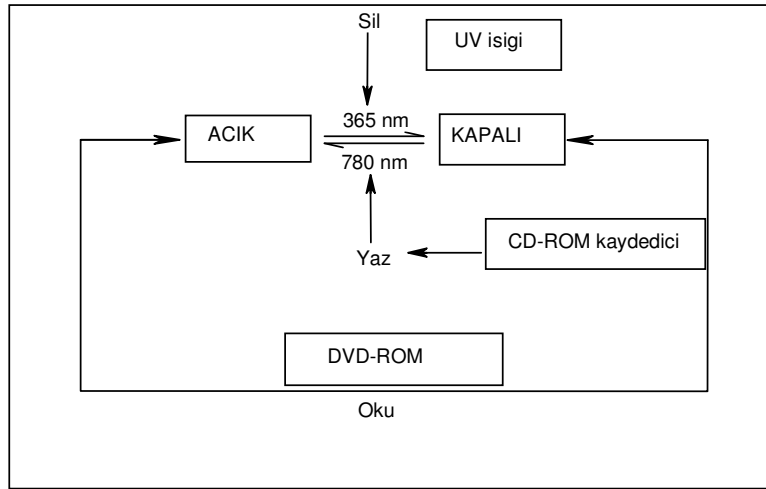 Sil
UV isigi
365 nm
ACIK
KAPALI
780 nm
CD-ROM kaydedici
Yaz
DVD-ROM
Oku